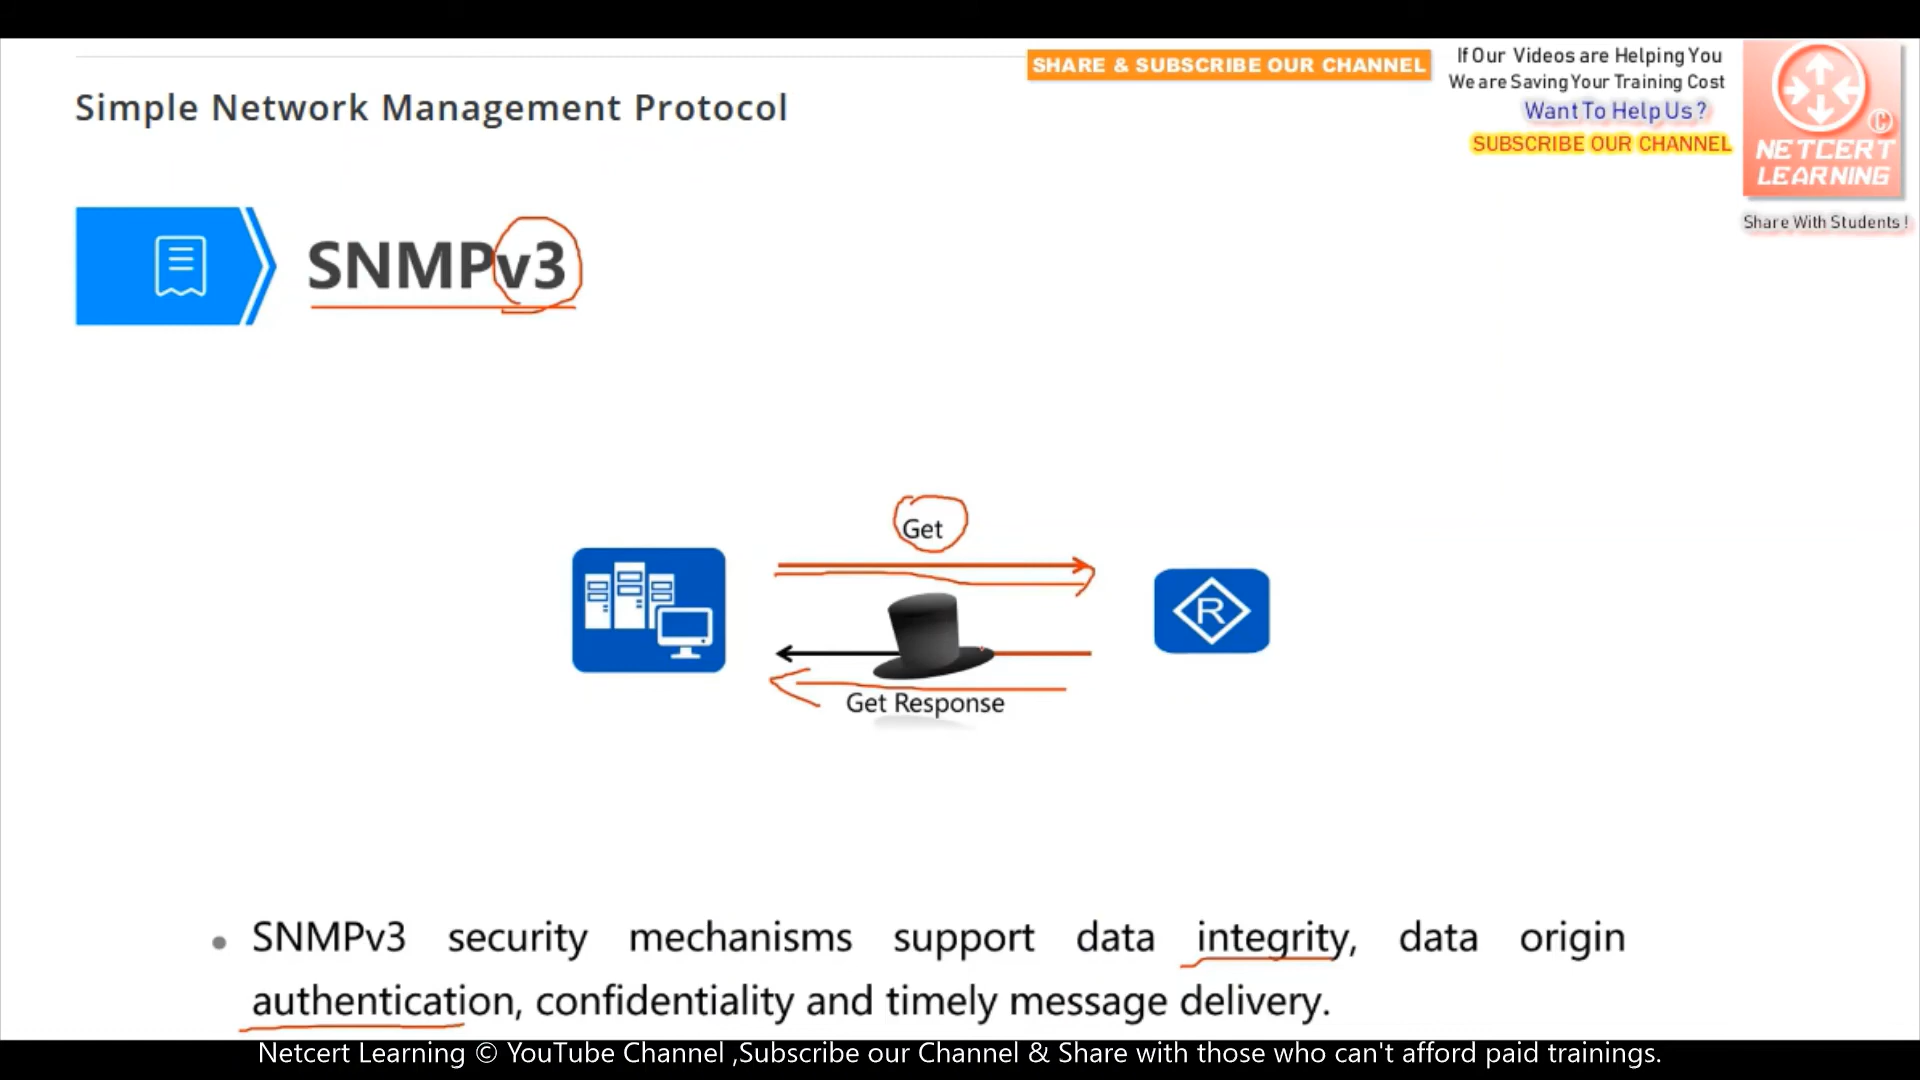 SHARE & SUBSCRIBE OUR CHANNEL
If Our Videos are Helping You
We are Saving Your Training Cost
Want To Help Us ?
SUBSCRIBE OUR CHANNEL
©
NETCERT
LEARNING
Share With Students !
Simple Network Management Protocol
SNMPv3
Get
R
Get Response
• SNMPv3 security mechanisms support data integrity, data origin
authentication, confidentiality and timely message delivery.
Netcert Learning © YouTube Channel ,Subscribe our Channel & Share with those who can't afford paid trainings.